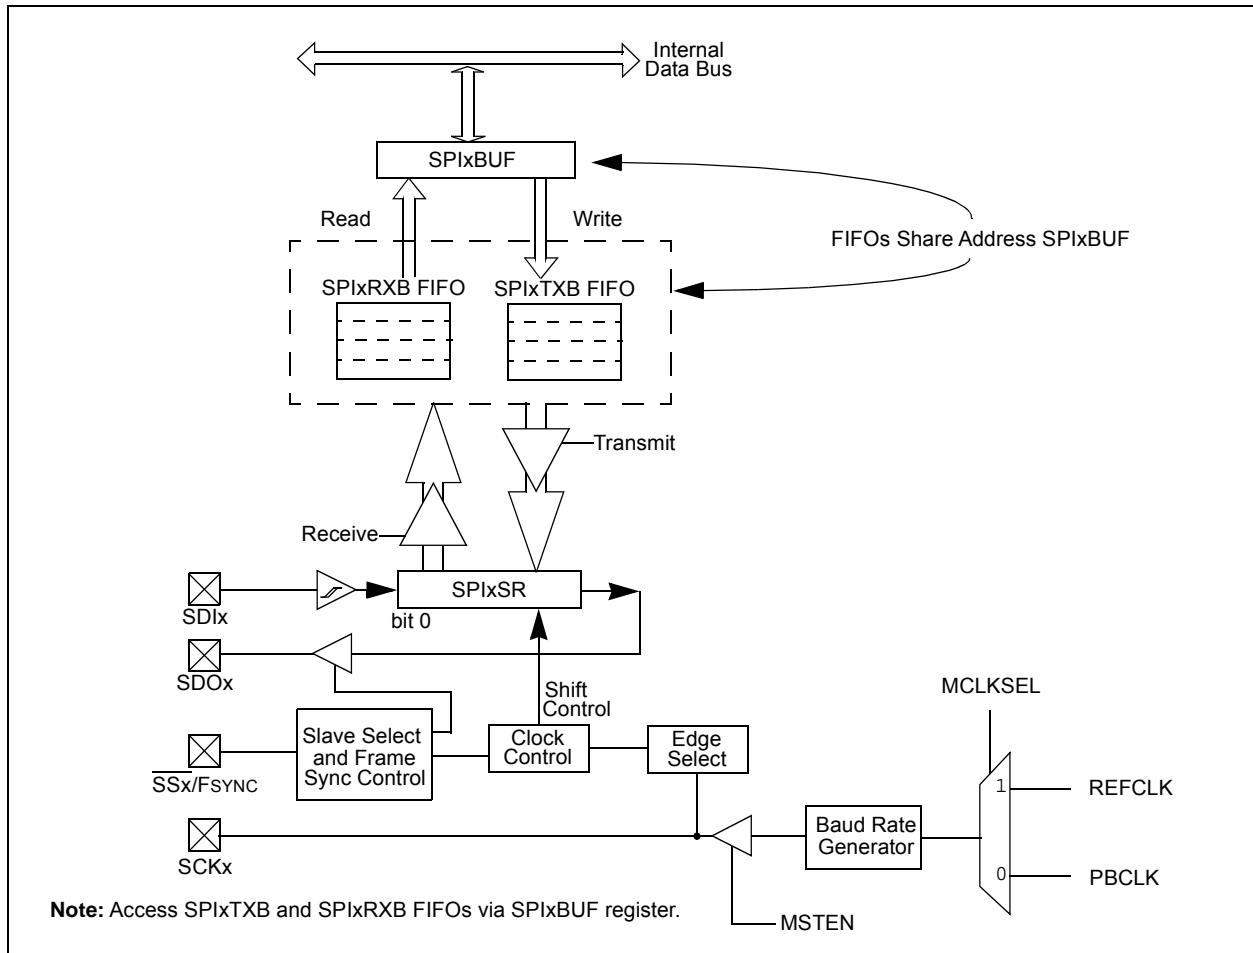 Internal
Data Bus
SPIxBUF
Read
Write
FIFOs Share Address SPIxBUF
SPIxRXB FIFO
SPIxTXB FIFO
Transmit
Receive
SPIxSR
bit 0
SDIx
SDOx
Shift
Control
MCLKSEL
Slave Select
and Frame
Sync Control
Clock
Control
Edge
Select
SSx/FSYNC
1
REFCLK
Baud Rate
Generator
SCKx
0
PBCLK
Note: Access SPIxTXB and SPIxRXB FIFOs via SPIxBUF register.
MSTEN